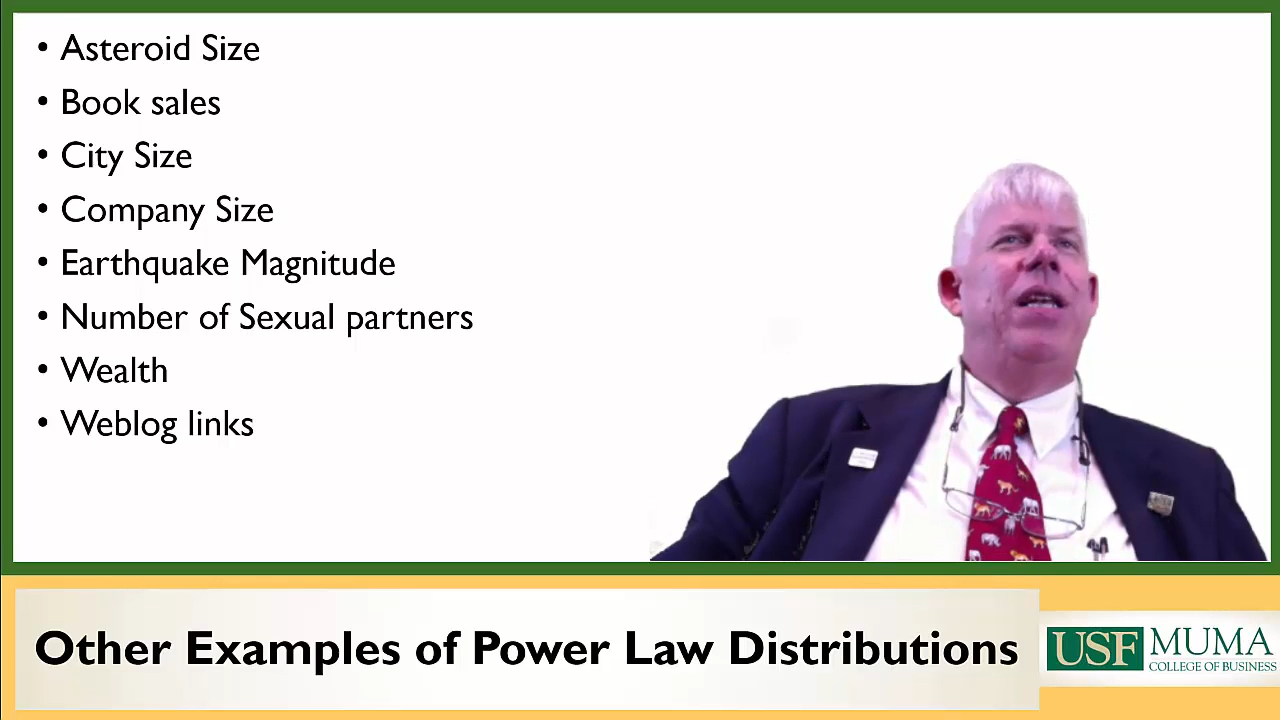 • Asteroid Size
• Book sales
• City Size
• Company Size
• Earthquake Magnitude
• Number of Sexual partners
• Wealth
• Weblog links
Other Examples of Power Law Distributions
USF MUMA
COLLEGE OF BUSINESS